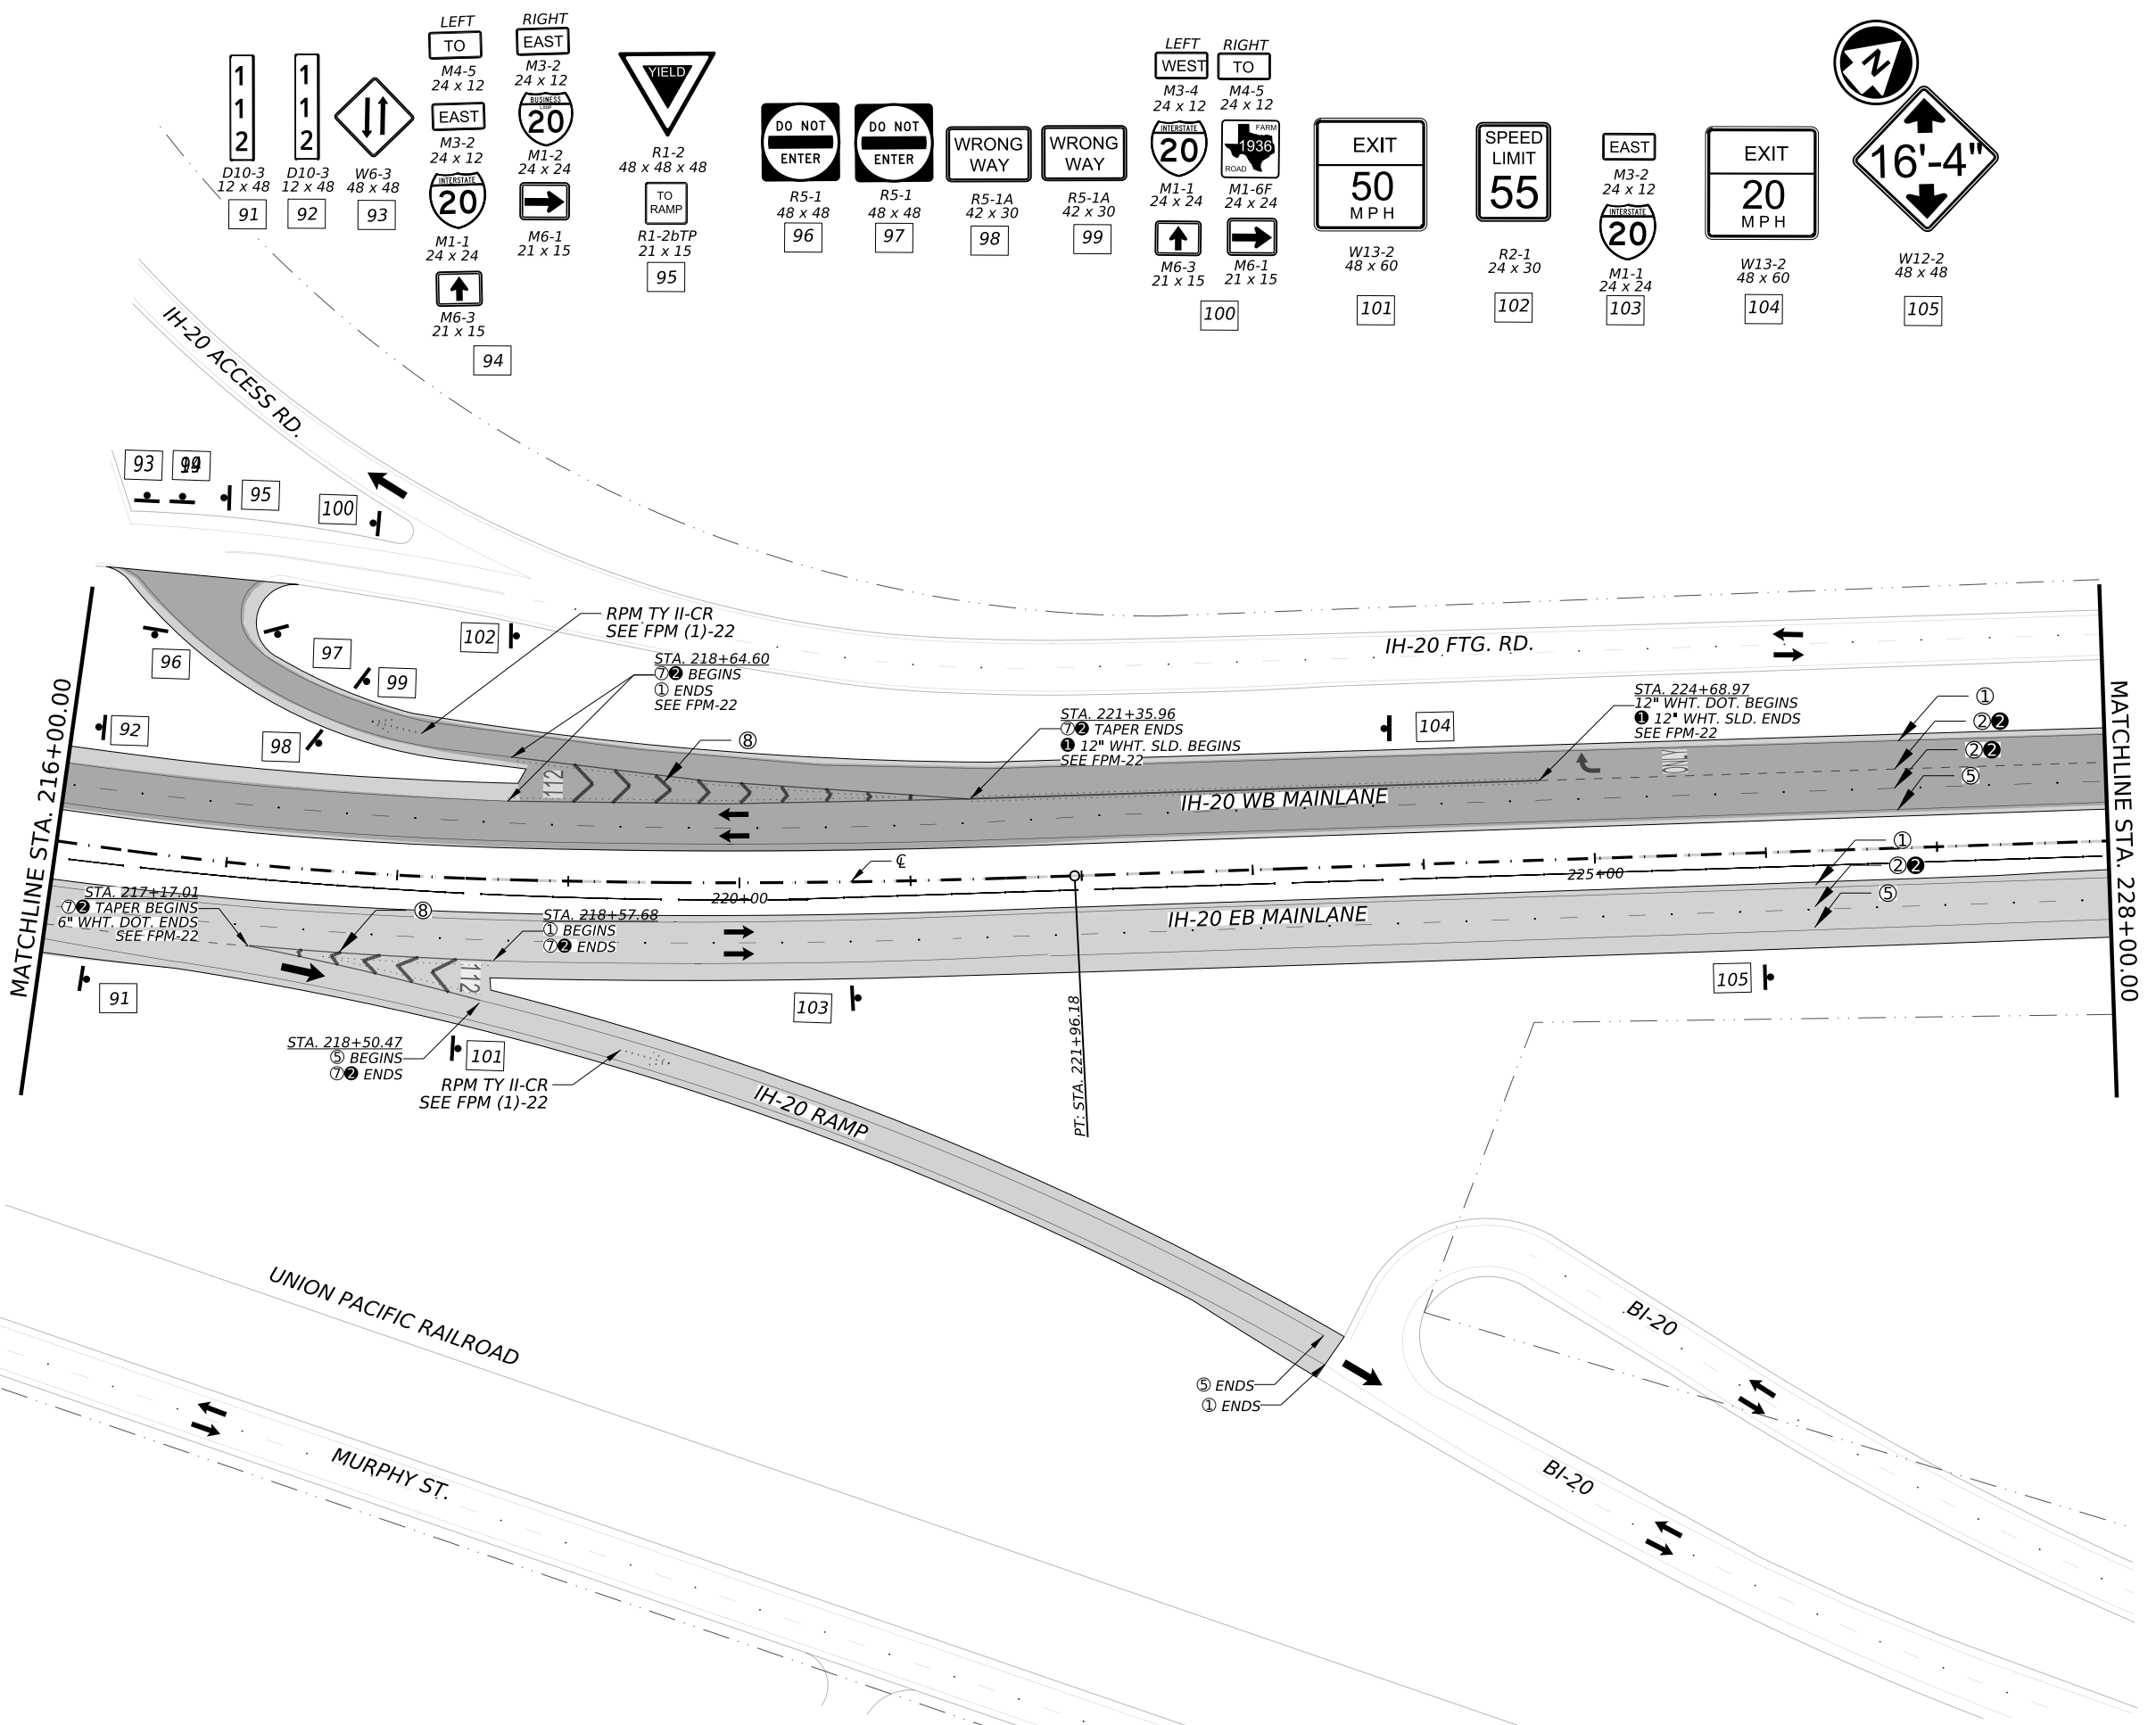 1
1
2
D10-3
12 x 48
91
1
1
2
D10-3
12 x 48
92
W6-3
48 x 48
93
LEFT
TO
M4-5
24 x 12
EAST
M3-2
24 x 12
INTERSTATE
20
M1-1
24 x 24
M6-3
21 x 15
RIGHT
EAST
M3-2
24 x 12
BUSINESS
LOOP
20
M1-2
24 x 24
M6-1
21 x 15
94
YIELD
R1-2
48 x 48 x 48
TO
RAMP
R1-2bTP
21 x 15
95
DO NOT
ENTER
R5-1
48 x 48
96
DO NOT
ENTER
R5-1
48 x 48
97
WRONG
WAY
R5-1A
42 x 30
98
WRONG
WAY
R5-1A
42 x 30
99
LEFT
WEST
M3-4
24 x 12
INTERSTATE
20
M1-1
24 x 24
M6-3
21 x 15
RIGHT
TO
M4-5
24 x 12
FARM
1936
ROAD
M1-6F
24 x 24
M6-1
21 x 15
100
EXIT
50
MPH
W13-2
48 x 60
101
SPEED
LIMIT
55
R2-1
24 x 30
102
EAST
M3-2
24 x 12
INTERSTATE
20
M1-1
24 x 24
103
EXIT
20
MPH
W13-2
48 x 60
104
N
16'-4"
W12-2
48 x 48
105
IH-20 ACCESS RD.
93
95
100
96
97
99
102
92
98
RPM TY II-CR
SEE FPM (1)-22
STA. 218+64.60
⑦❷ BEGINS
① ENDS
SEE FPM-22
⑧
112
STA. 221+35.96
⑦❷ TAPER ENDS
❶ 12" WHT. SLD. BEGINS
SEE FPM-22
IH-20 FTG. RD.
104
STA. 224+68.97
12" WHT. DOT. BEGINS
❶ 12" WHT. SLD. ENDS
SEE FPM-22
ONLY
①
②❷
②❷
⑤
IH-20 WB MAINLANE
MATCHLINE STA. 216+00.00
MATCHLINE STA. 228+00.00
℄
220+00
225+00
①
②❷
⑤
IH-20 EB MAINLANE
STA. 217+17.01
⑦❷ TAPER BEGINS
6" WHT. DOT. ENDS
SEE FPM-22
⑧
STA. 218+57.68
① BEGINS
⑦❷ ENDS
112
91
103
105
STA. 218+50.47
⑤ BEGINS
⑦❷ ENDS
101
RPM TY II-CR
SEE FPM (1)-22
PT: STA. 221+96.18
IH-20 RAMP
UNION PACIFIC RAILROAD
MURPHY ST.
⑤ ENDS
① ENDS
BI-20
BI-20